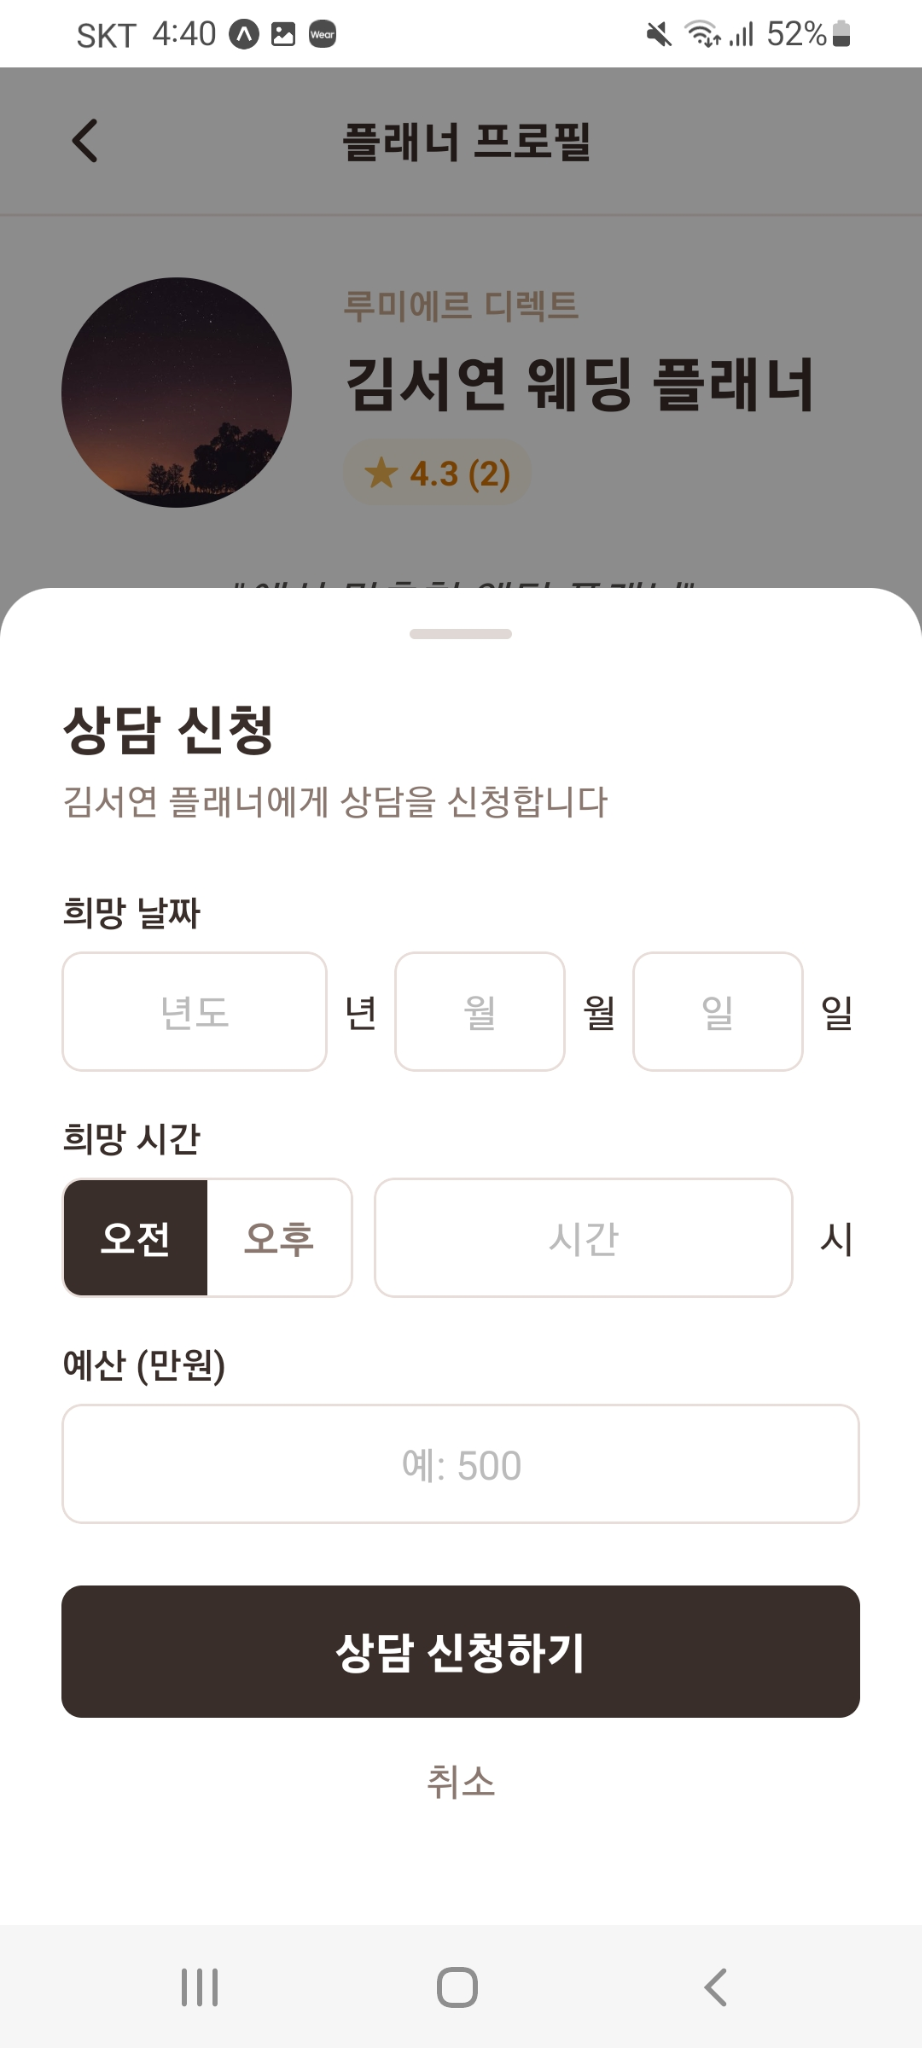 SKT 4:40 Wear 52%
플래너 프로필
루미에르 디렉트
김서연 웨딩 플래너
4.3 (2)
상담 신청
김서연 플래너에게 상담을 신청합니다
희망 날짜
년도 년 월 월 일 일
희망 시간
오전 오후 시간 시
예산 (만원)
예: 500
상담 신청하기
취소